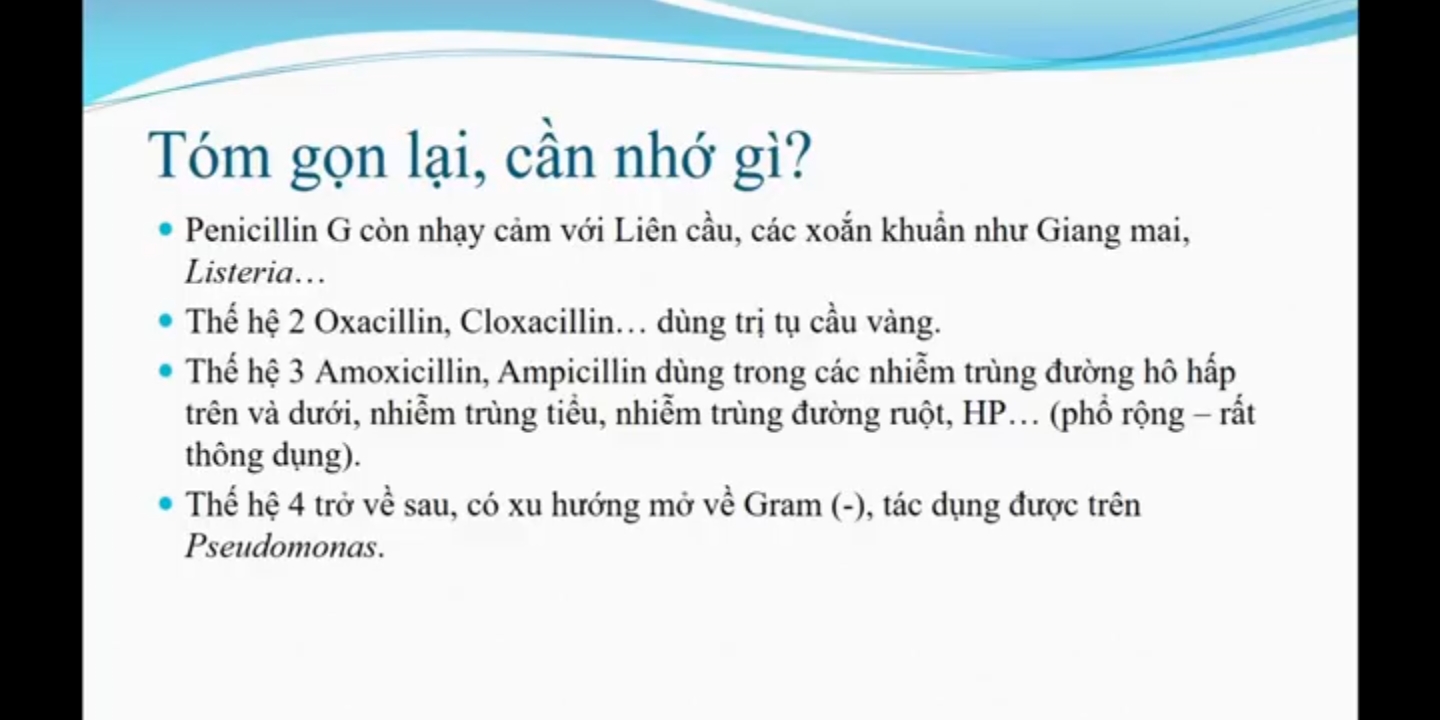 Tóm gọn lại, cần nhớ gì?
• Penicillin G còn nhạy cảm với Liên cầu, các xoắn khuẩn như Giang mai,
Listeria…
• Thế hệ 2 Oxacillin, Cloxacillin… dùng trị tụ cầu vàng.
• Thế hệ 3 Amoxicillin, Ampicillin dùng trong các nhiễm trùng đường hô hấp
trên và dưới, nhiễm trùng tiểu, nhiễm trùng đường ruột, HP… (phổ rộng – rất
thông dụng).
• Thế hệ 4 trở về sau, có xu hướng mở về Gram (-), tác dụng được trên
Pseudomonas.